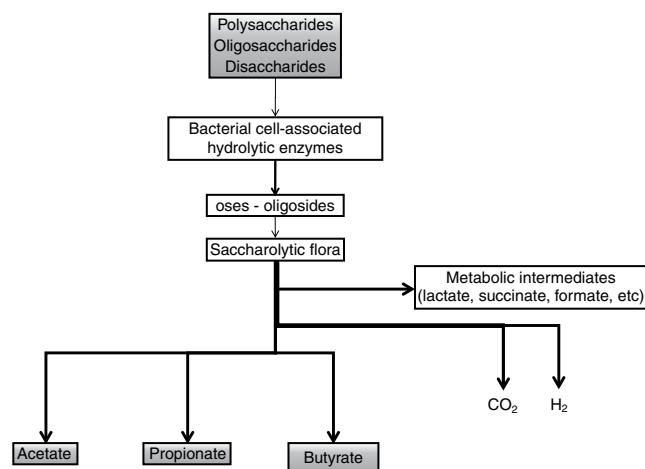 Polysaccharides
Oligosaccharides
Disaccharides
Bacterial cell-associated
hydrolytic enzymes
oses - oligosides
Saccharolytic flora
Metabolic intermediates
(lactate, succinate, formate, etc)
CO₂
H₂
Acetate
Propionate
Butyrate